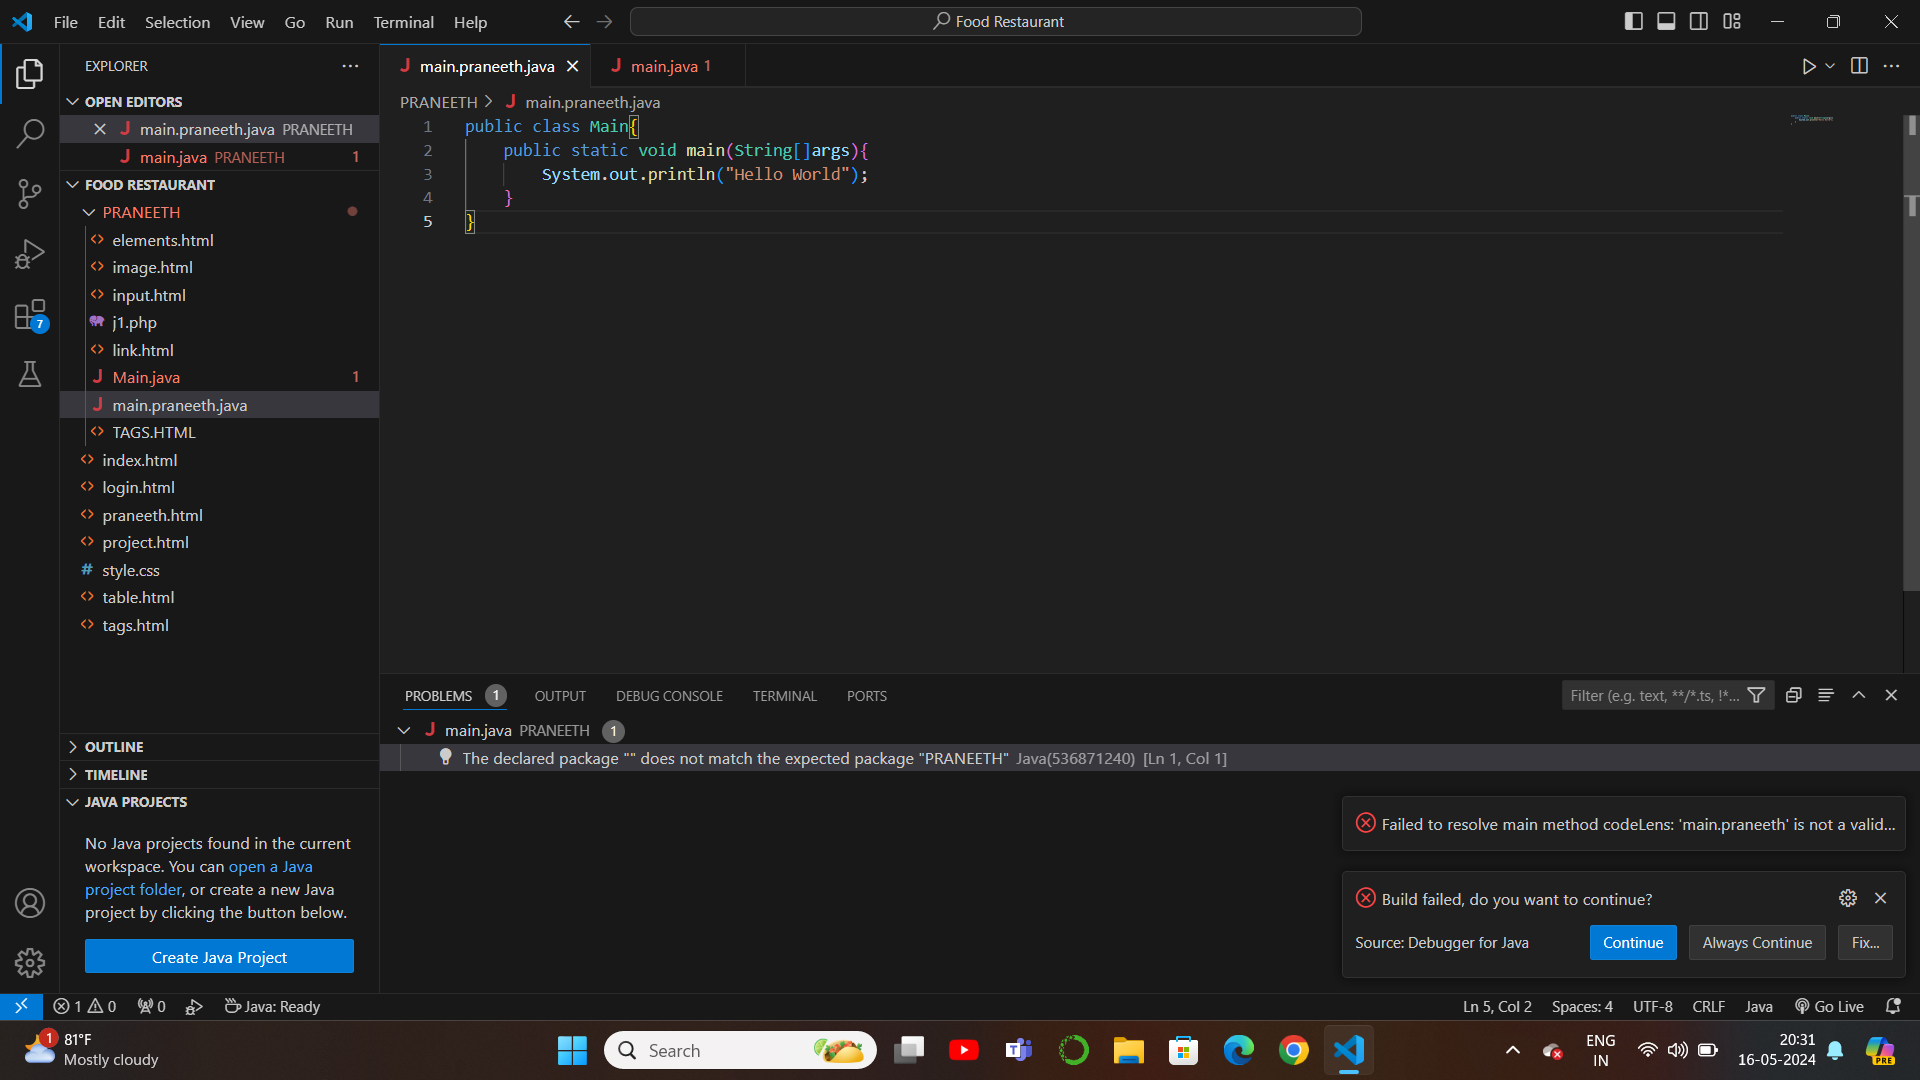 File Edit Selection View Go Run Terminal Help
Food Restaurant
EXPLORER
OPEN EDITORS
main.praneeth.java PRANEETH
main.java PRANEETH 1
FOOD RESTAURANT
PRANEETH
elements.html
image.html
input.html
j1.php
link.html
Main.java 1
main.praneeth.java
TAGS.HTML
index.html
login.html
praneeth.html
project.html
style.css
table.html
tags.html
OUTLINE
TIMELINE
JAVA PROJECTS
No Java projects found in the current
workspace. You can open a Java
project folder, or create a new Java
project by clicking the button below.
Create Java Project
7
main.praneeth.java
main.java 1
PRANEETH > main.praneeth.java
1 public class Main{
2 public static void main(String[]args){
3 System.out.println("Hello World");
4 }
5 }
PROBLEMS 1 OUTPUT DEBUG CONSOLE TERMINAL PORTS
Filter (e.g. text, **/*.ts, !*...
main.java PRANEETH 1
The declared package "" does not match the expected package "PRANEETH" Java(536871240) [Ln 1, Col 1]
Failed to resolve main method codeLens: 'main.praneeth' is not a valid...
Build failed, do you want to continue?
Source: Debugger for Java
Continue Always Continue Fix...
1 0 0 Java: Ready
Ln 5, Col 2 Spaces: 4 UTF-8 CRLF Java Go Live
1
81°F
Mostly cloudy
Search
ENG
IN
20:31
16-05-2024
PRE